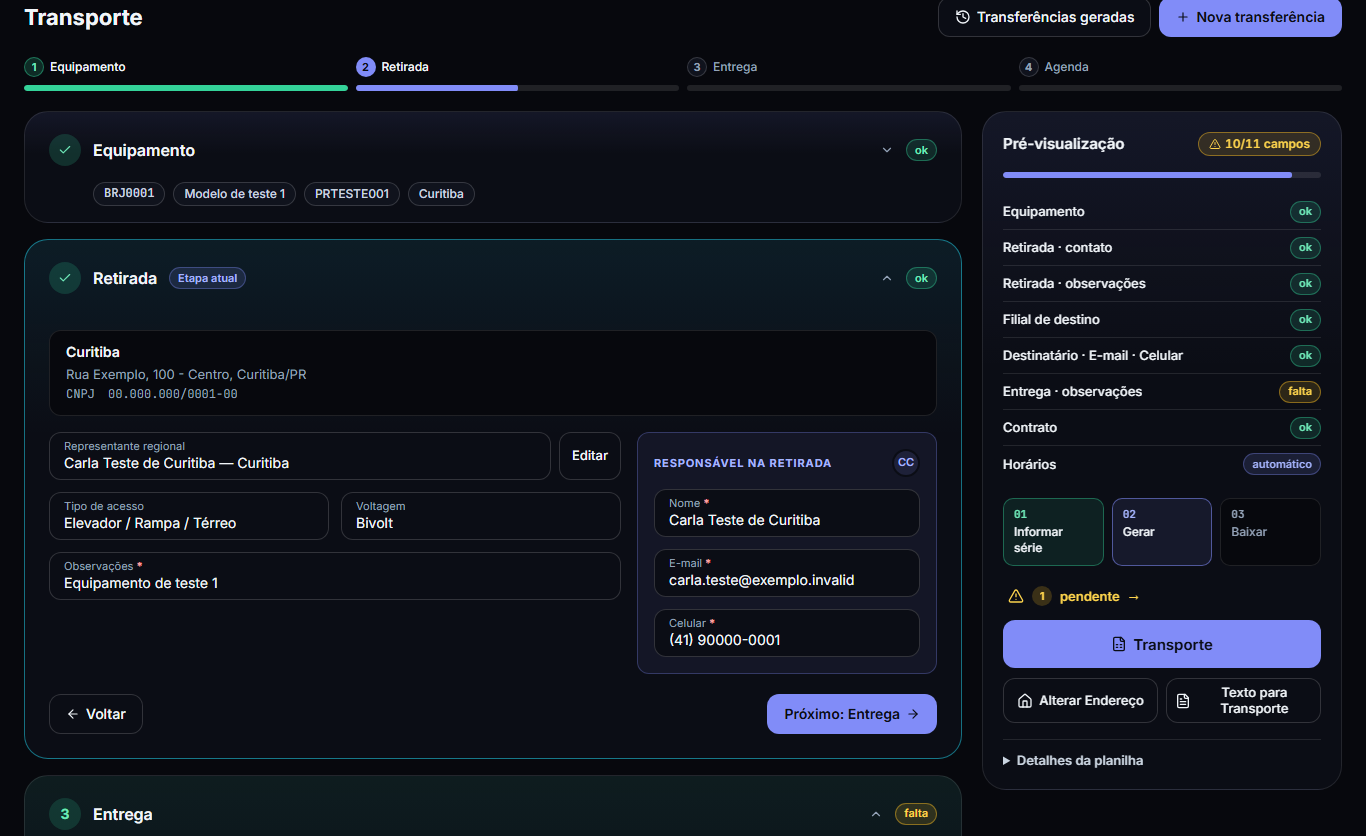 Transporte
Transferências geradas
+ Nova transferência
1 Equipamento
2 Retirada
3 Entrega
4 Agenda
Equipamento
ok
BRJ0001
Modelo de teste 1
PRTESTE001
Curitiba
Retirada
Etapa atual
ok
Curitiba
Rua Exemplo, 100 - Centro, Curitiba/PR
CNPJ 00.000.000/0001-00
Representante regional
Carla Teste de Curitiba — Curitiba
Editar
Tipo de acesso
Elevador / Rampa / Térreo
Voltagem
Bivolt
Observações *
Equipamento de teste 1
RESPONSÁVEL NA RETIRADA
CC
Nome *
Carla Teste de Curitiba
E-mail *
carla.teste@exemplo.invalid
Celular *
(41) 90000-0001
← Voltar
Próximo: Entrega →
3 Entrega
falta
Pré-visualização
10/11 campos
Equipamento ok
Retirada · contato ok
Retirada · observações ok
Filial de destino ok
Destinatário · E-mail · Celular ok
Entrega · observações falta
Contrato ok
Horários automático
01
Informar
série
02
Gerar
03
Baixar
1 pendente →
Transporte
Alterar Endereço
Texto para
Transporte
Detalhes da planilha